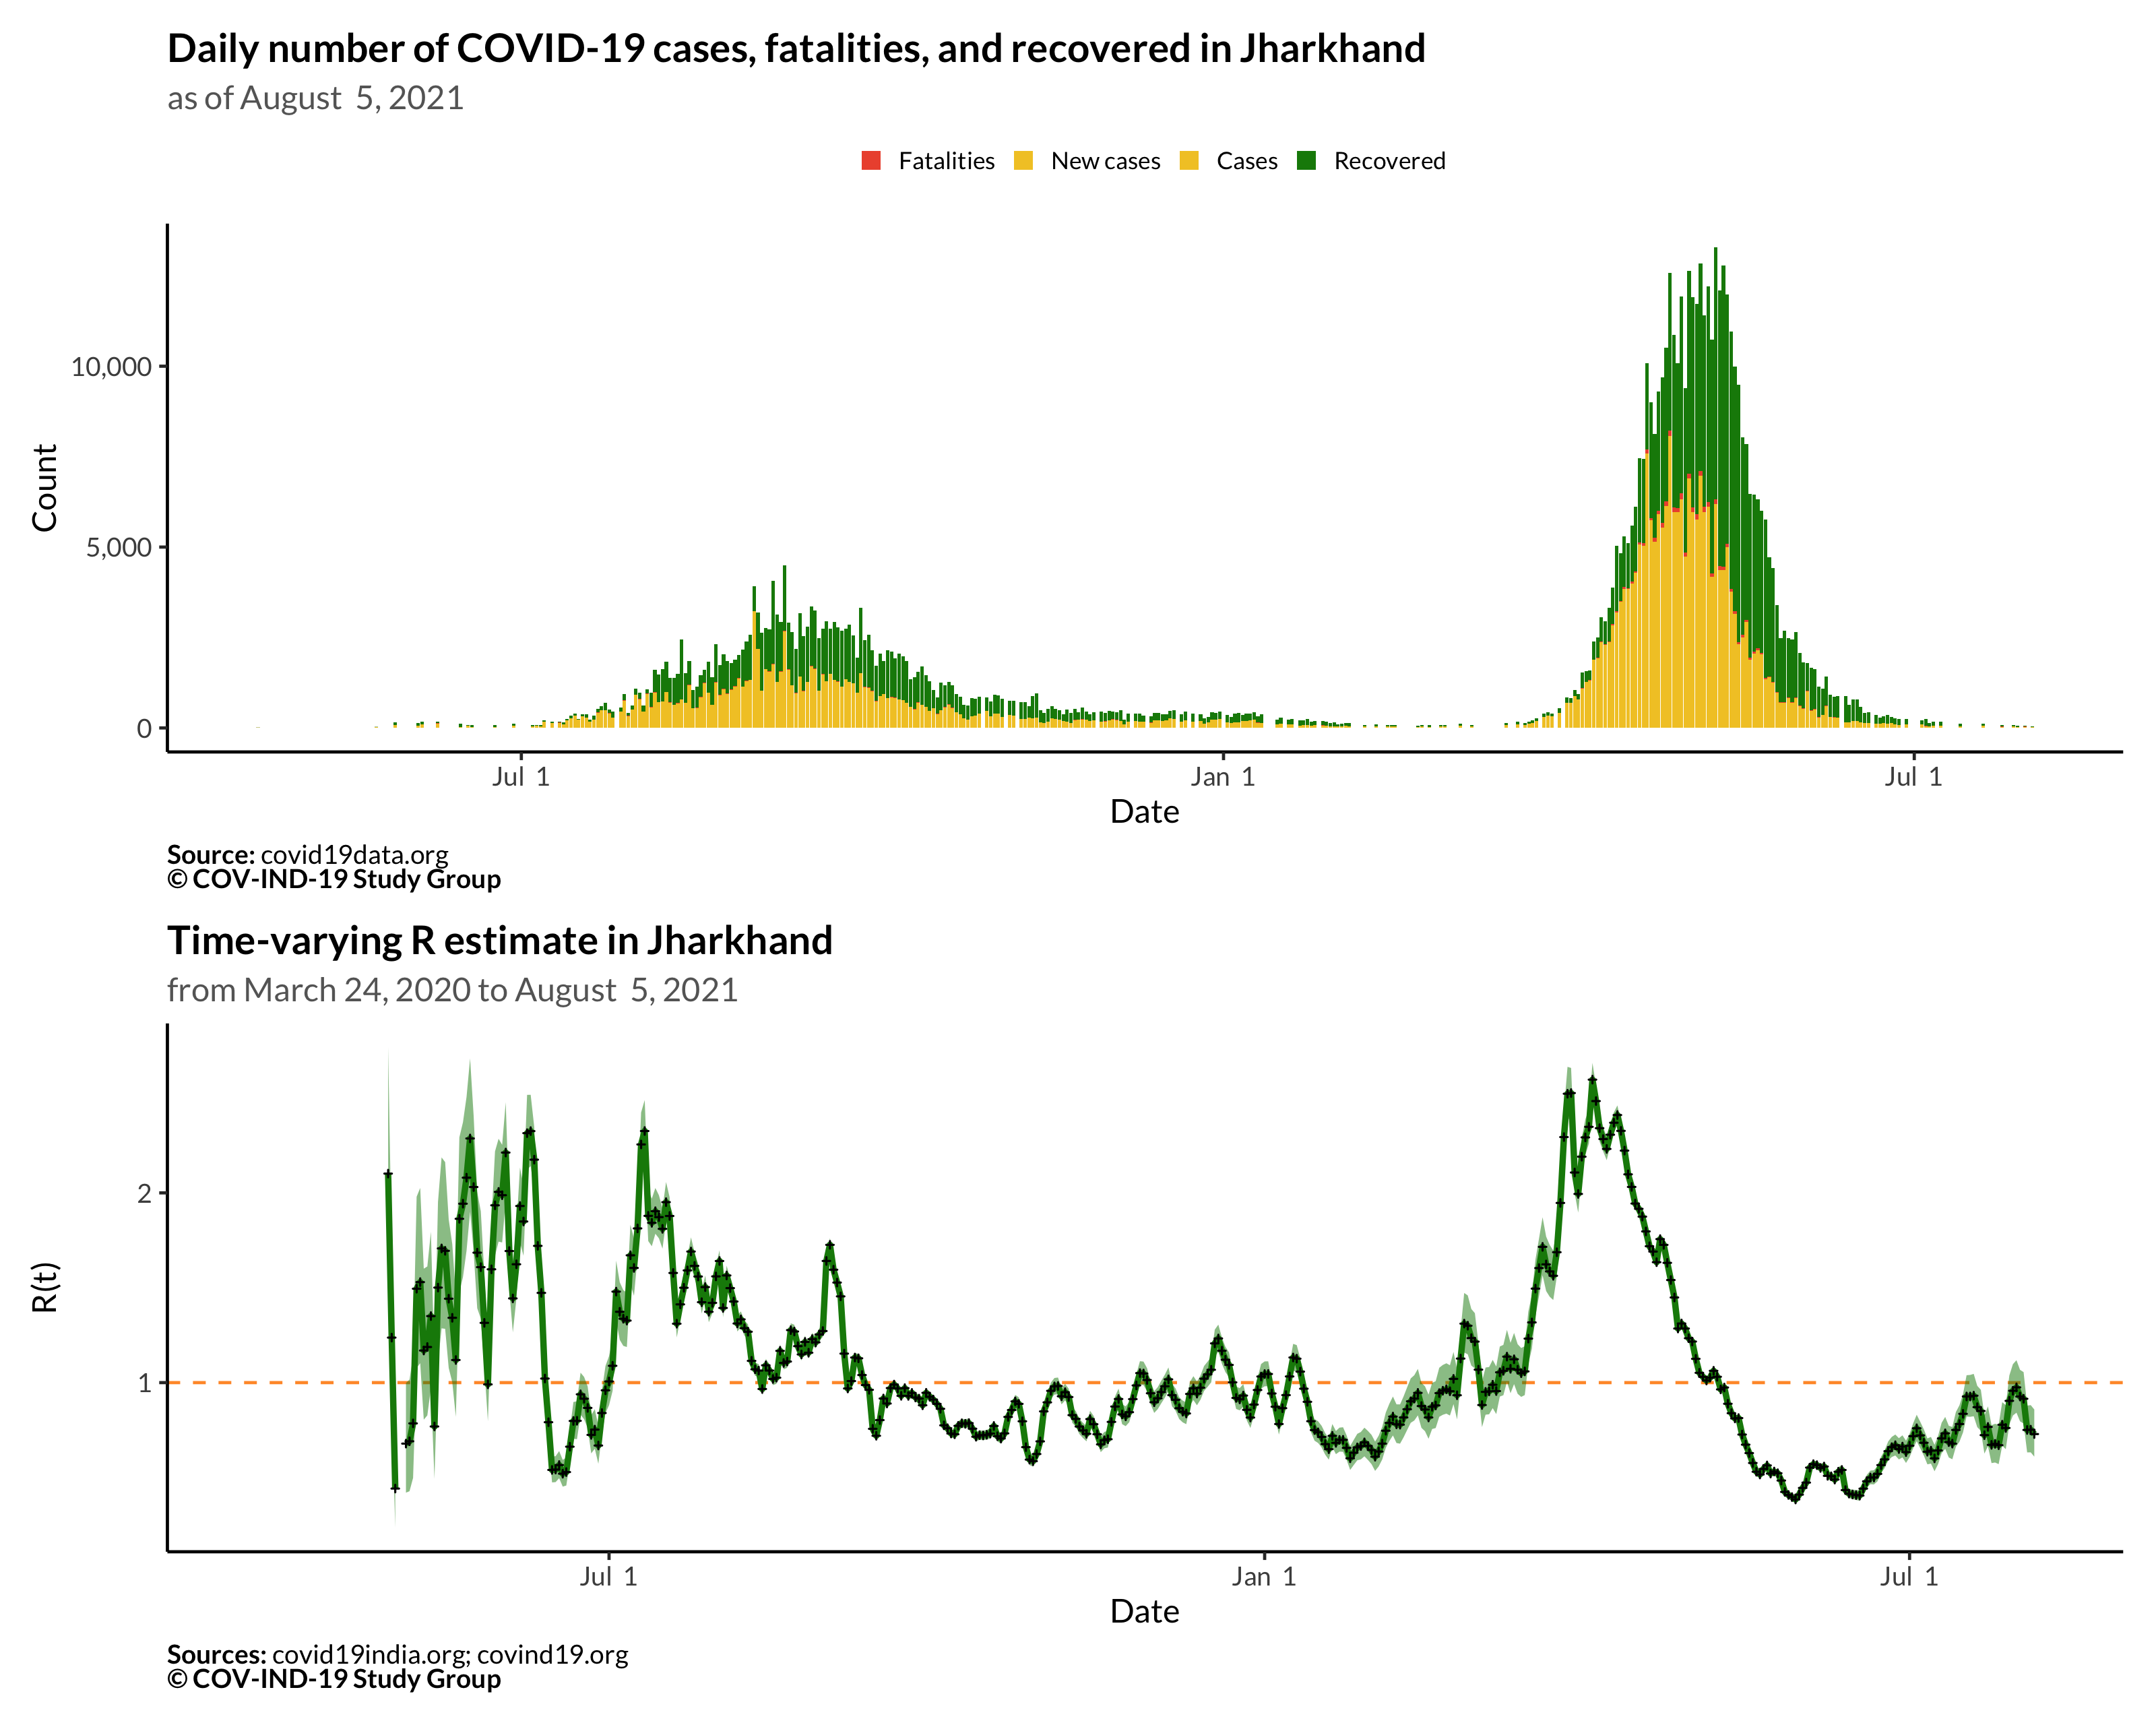 Daily number of COVID-19 cases, fatalities, and recovered in Jharkhand
as of August  5, 2021
Fatalities New cases Cases Recovered
Count
10,000
5,000
0
Jul  1 Jan  1 Jul  1
Date
Source: covid19data.org
© COV-IND-19 Study Group
Time-varying R estimate in Jharkhand
from March 24, 2020 to August  5, 2021
R(t)
2
1
Jul  1 Jan  1 Jul  1
Date
Sources: covid19india.org; covind19.org
© COV-IND-19 Study Group